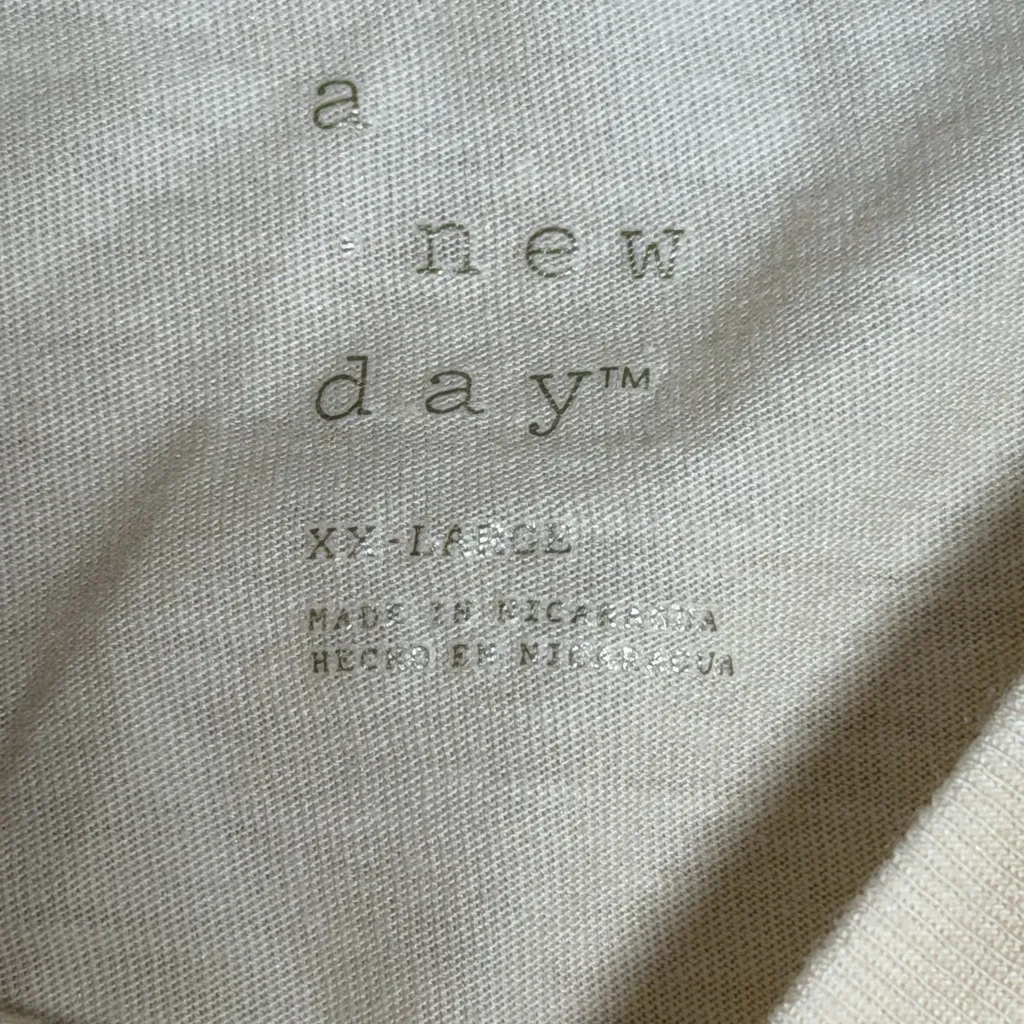 a
new
day™
XX-LARGE
MADE IN NICARAGUA
HECHO EN NICARAGUA